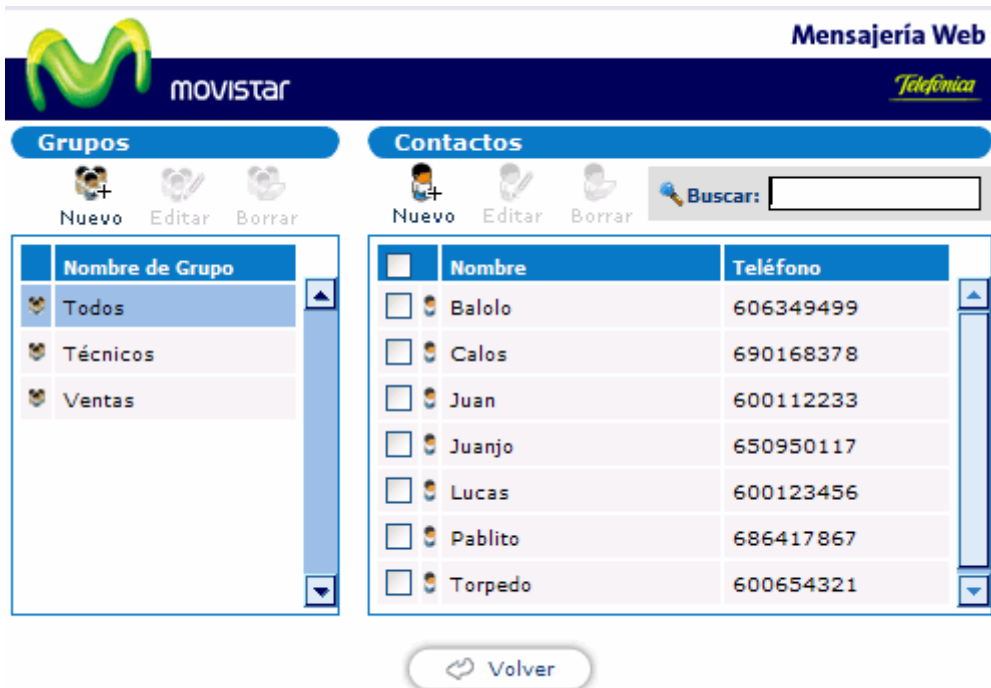 Mensajería Web
movistar
Telefónica
Grupos
Contactos
Nuevo Editar Borrar
Nuevo Editar Borrar
Buscar:
Nombre de Grupo
Todos
Técnicos
Ventas
Nombre Teléfono
Balolo 606349499
Calos 690168378
Juan 600112233
Juanjo 650950117
Lucas 600123456
Pablito 686417867
Torpedo 600654321
Volver